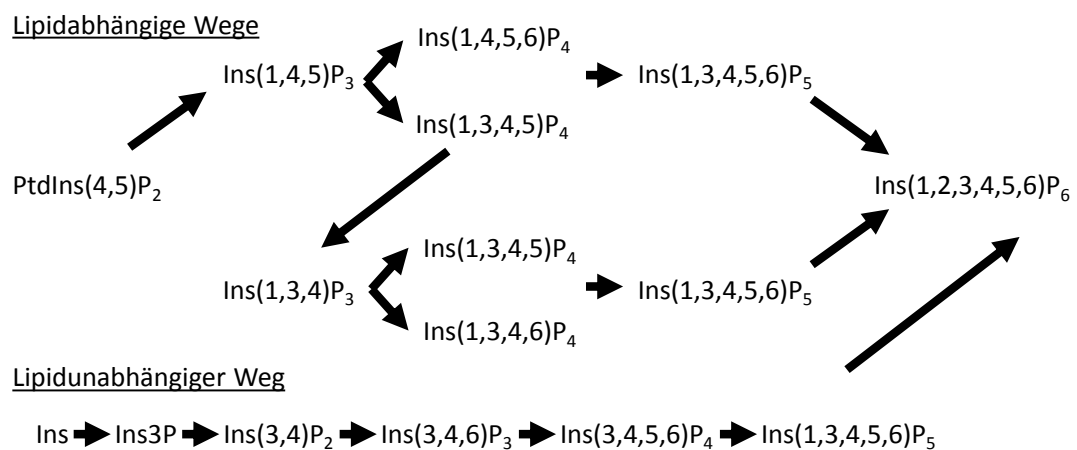 Lipidabhängige Wege
Ins(1,4,5,6)P₄
Ins(1,4,5)P₃
Ins(1,3,4,5,6)P₅
Ins(1,3,4,5)P₄
PtdIns(4,5)P₂
Ins(1,2,3,4,5,6)P₆
Ins(1,3,4,5)P₄
Ins(1,3,4)P₃
Ins(1,3,4,5,6)P₅
Ins(1,3,4,6)P₄
Lipidunabhängiger Weg
Ins Ins3P Ins(3,4)P₂ Ins(3,4,6)P₃ Ins(3,4,5,6)P₄ Ins(1,3,4,5,6)P₅